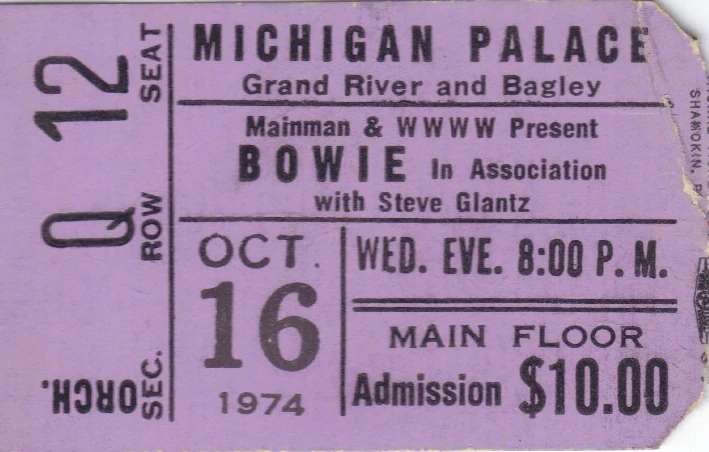 MICHIGAN PALACE
Grand River and Bagley
Mainman & WWWW Present
BOWIE In Association
with Steve Glantz
OCT. 16 1974
WED. EVE. 8:00 P. M.
MAIN FLOOR
Admission $10.00
SEAT 12
ROW Q
SEC. ORCH.
SHAMOKIN,